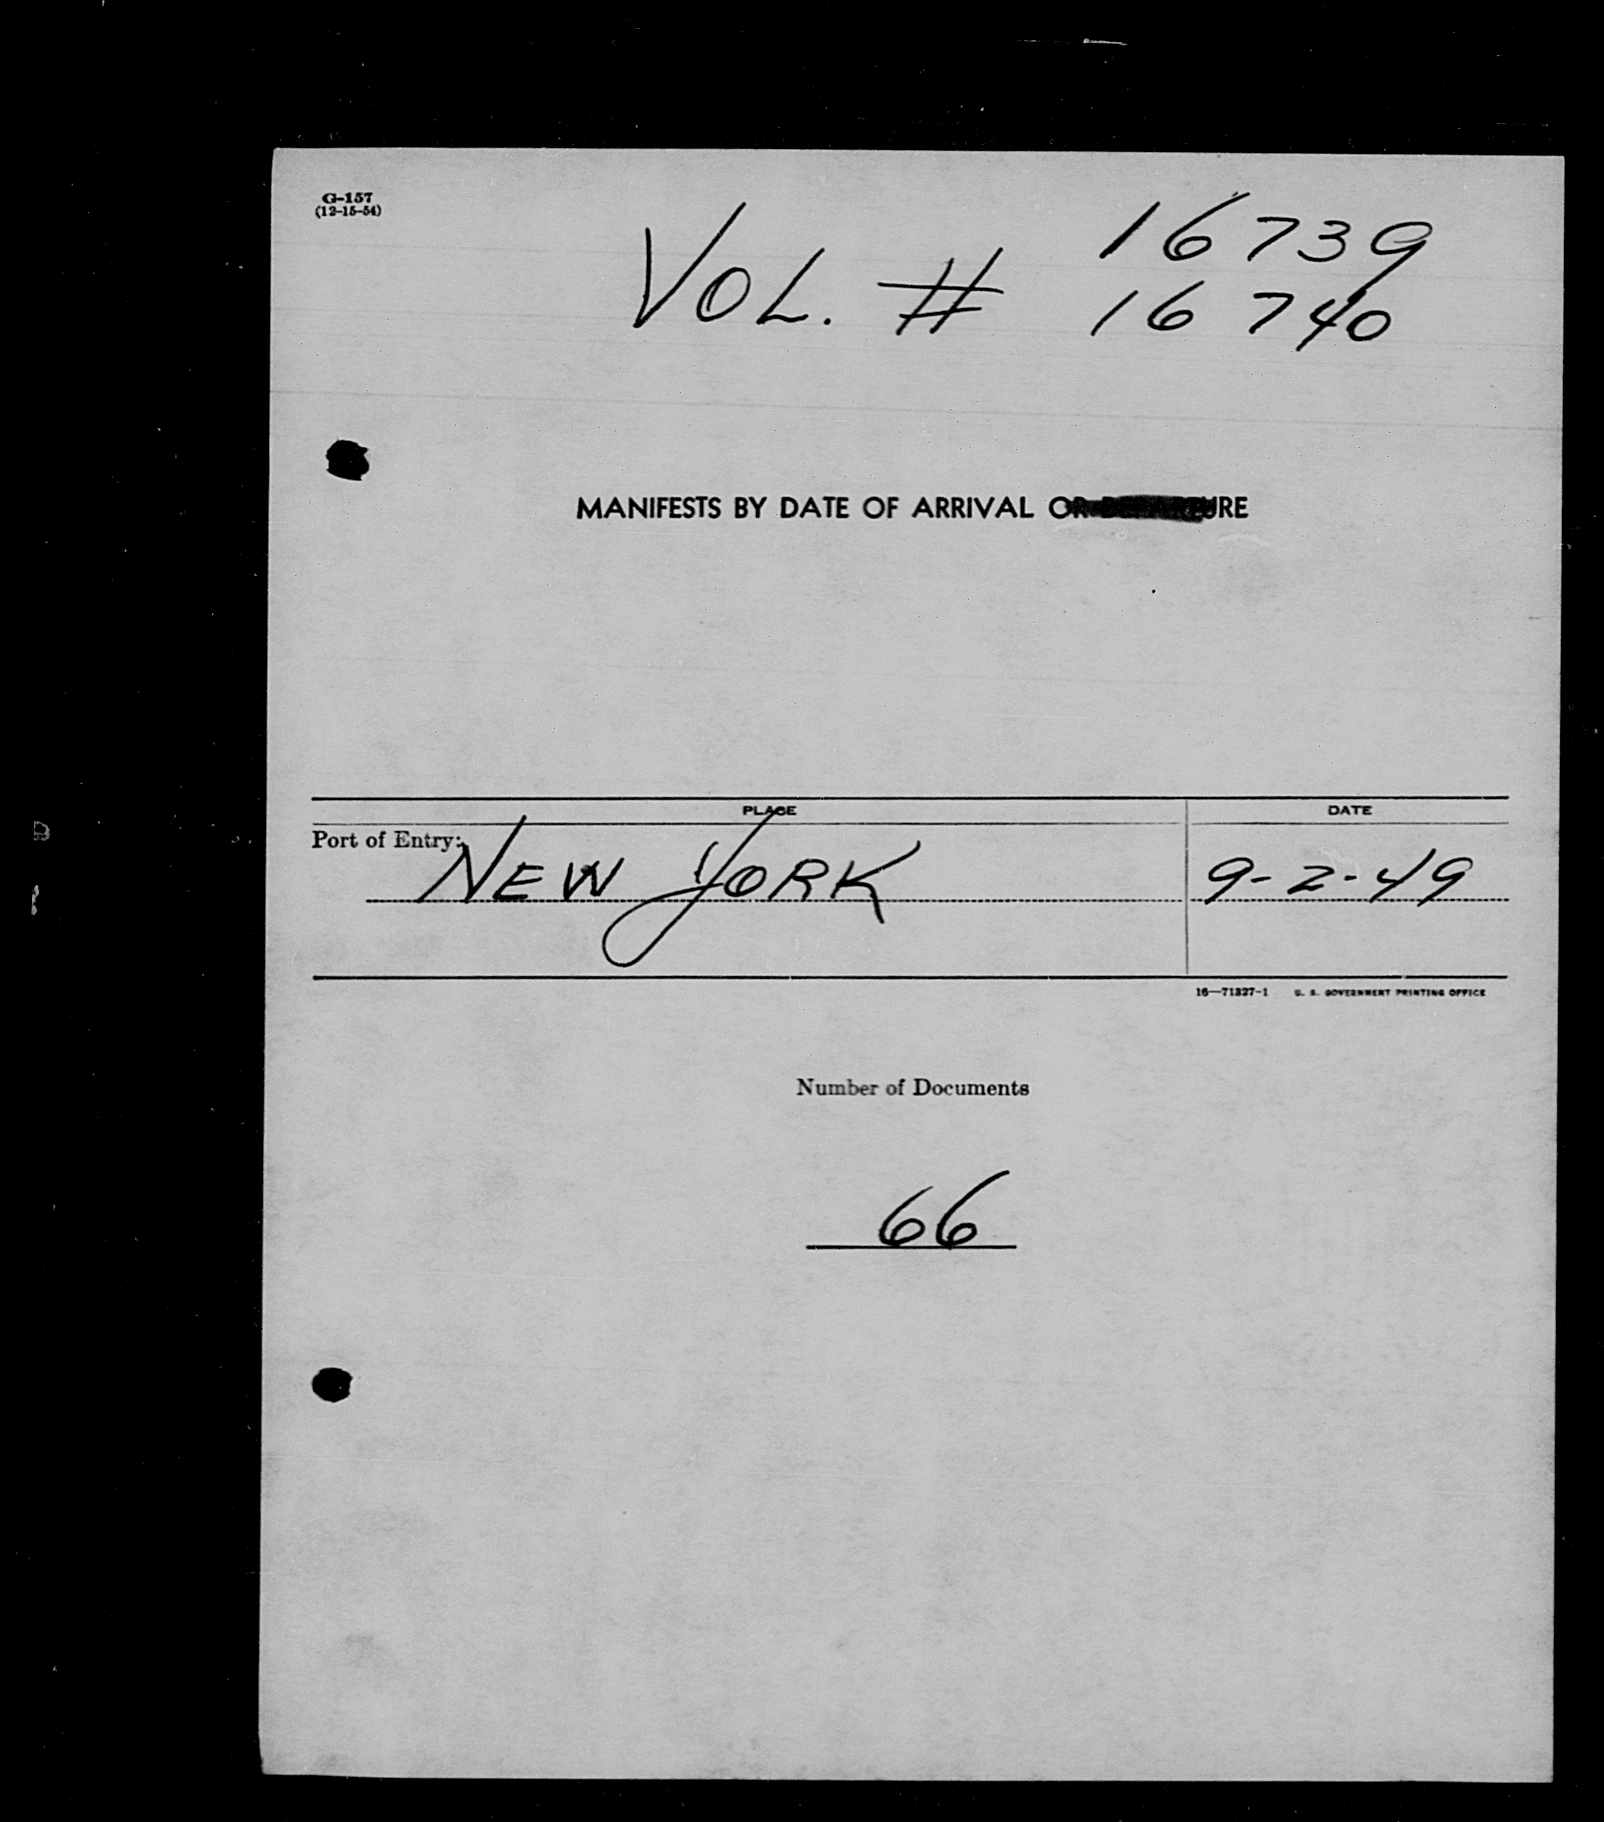 G-157
(12-15-54)
VOL. # 16739
16740
MANIFESTS BY DATE OF ARRIVAL OR DEPARTURE
PLACE
DATE
Port of Entry: NEW YORK
9-2-49
16—71327-1 U. S. GOVERNMENT PRINTING OFFICE
Number of Documents
66